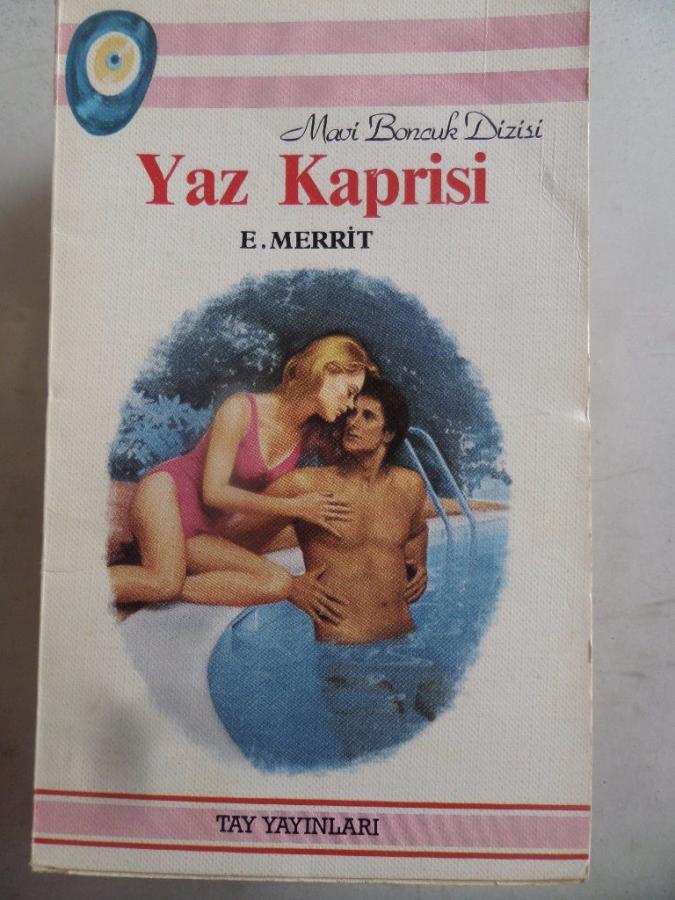 Mavi Boncuk Dizisi
Yaz Kaprisi
E.MERRİT
TAY YAYINLARI